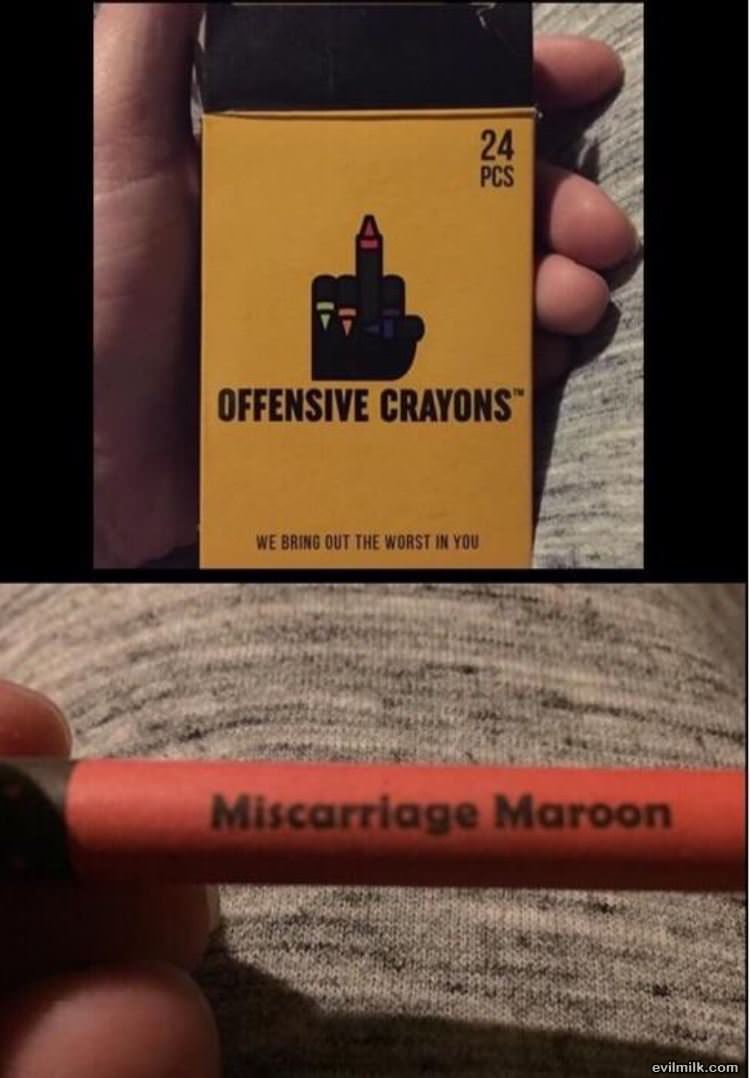 24
PCS
OFFENSIVE CRAYONS™
WE BRING OUT THE WORST IN YOU
Miscarriage Maroon
evilmilk.com